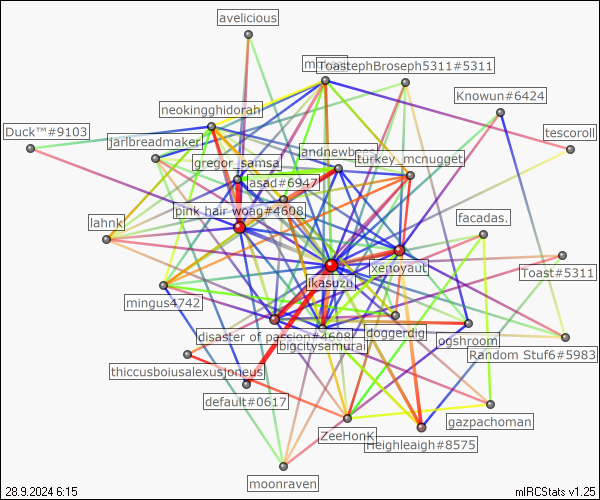 avelicious
ToastephBroseph5311#5311
Knowun#6424
neokingghidorah
Duck™#9103
tescoroll
jarlbreadmaker
andnewbees
gregor_samsa
turkey_mcnugget
asad#6947
pink hair woag#4608
lahnk
facadas.
xenoyaut
Toast#5311
ikasuzu
mingus4742
disaster of passion#4608
doggerdig
ogshroom
bigcitysamurai
Random Stuf6#5983
thiccusboiusalexusjoneus
default#0617
gazpachoman
ZeeHonK
Heighleaigh#8575
moonraven
28.9.2024 6:15
mIRCStats v1.25